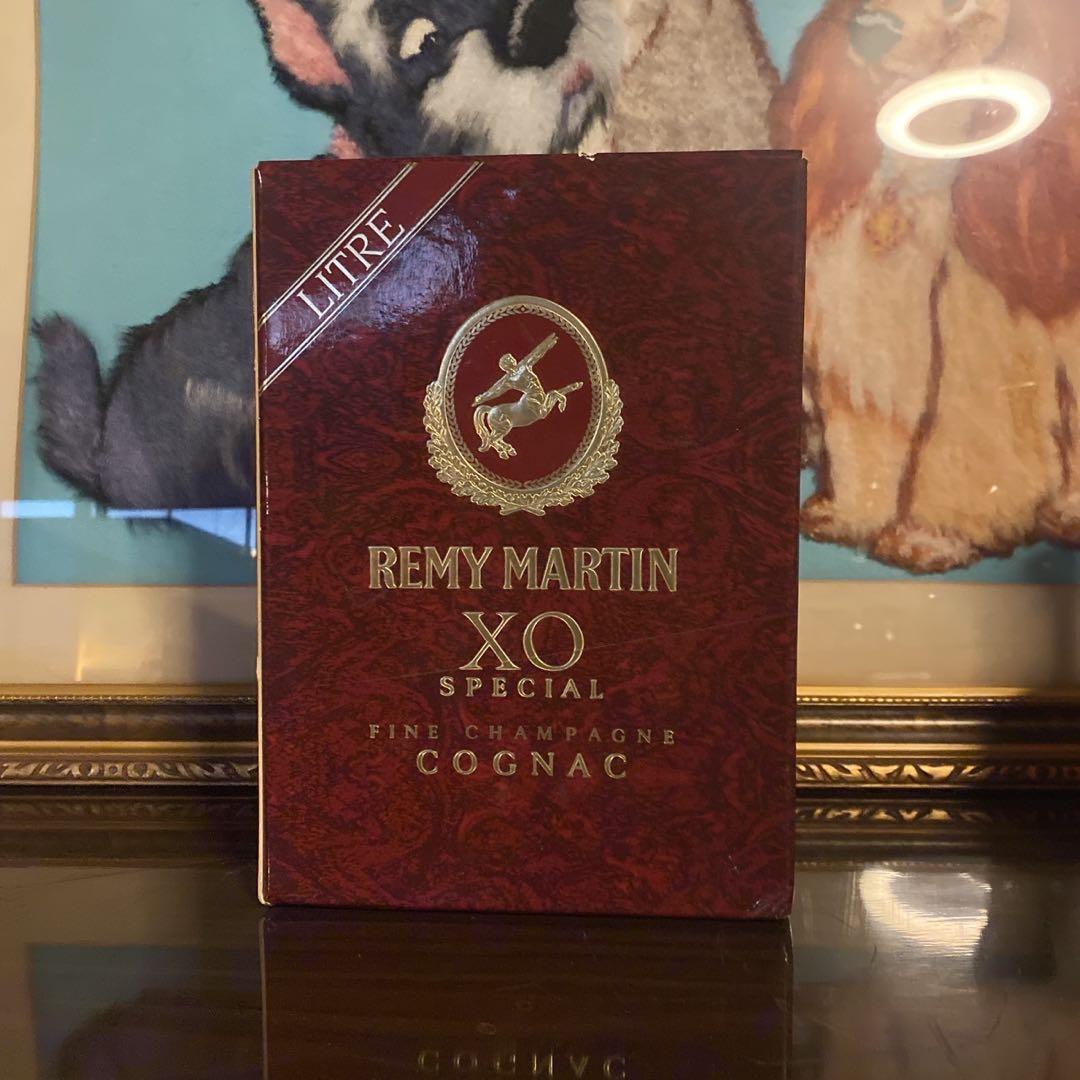 LITRE
REMY MARTIN
XO
SPECIAL
FINE CHAMPAGNE
COGNAC